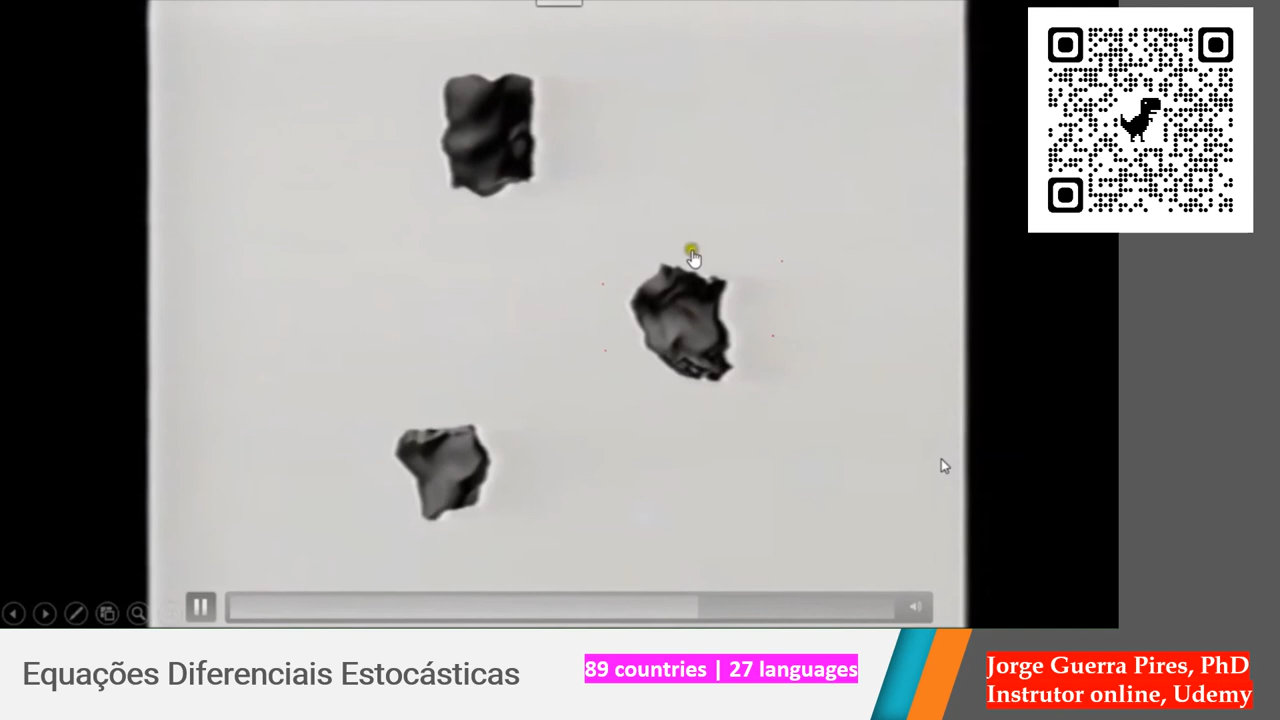 Equações Diferenciais Estocásticas
89 countries | 27 languages
Jorge Guerra Pires, PhD
Instrutor online, Udemy